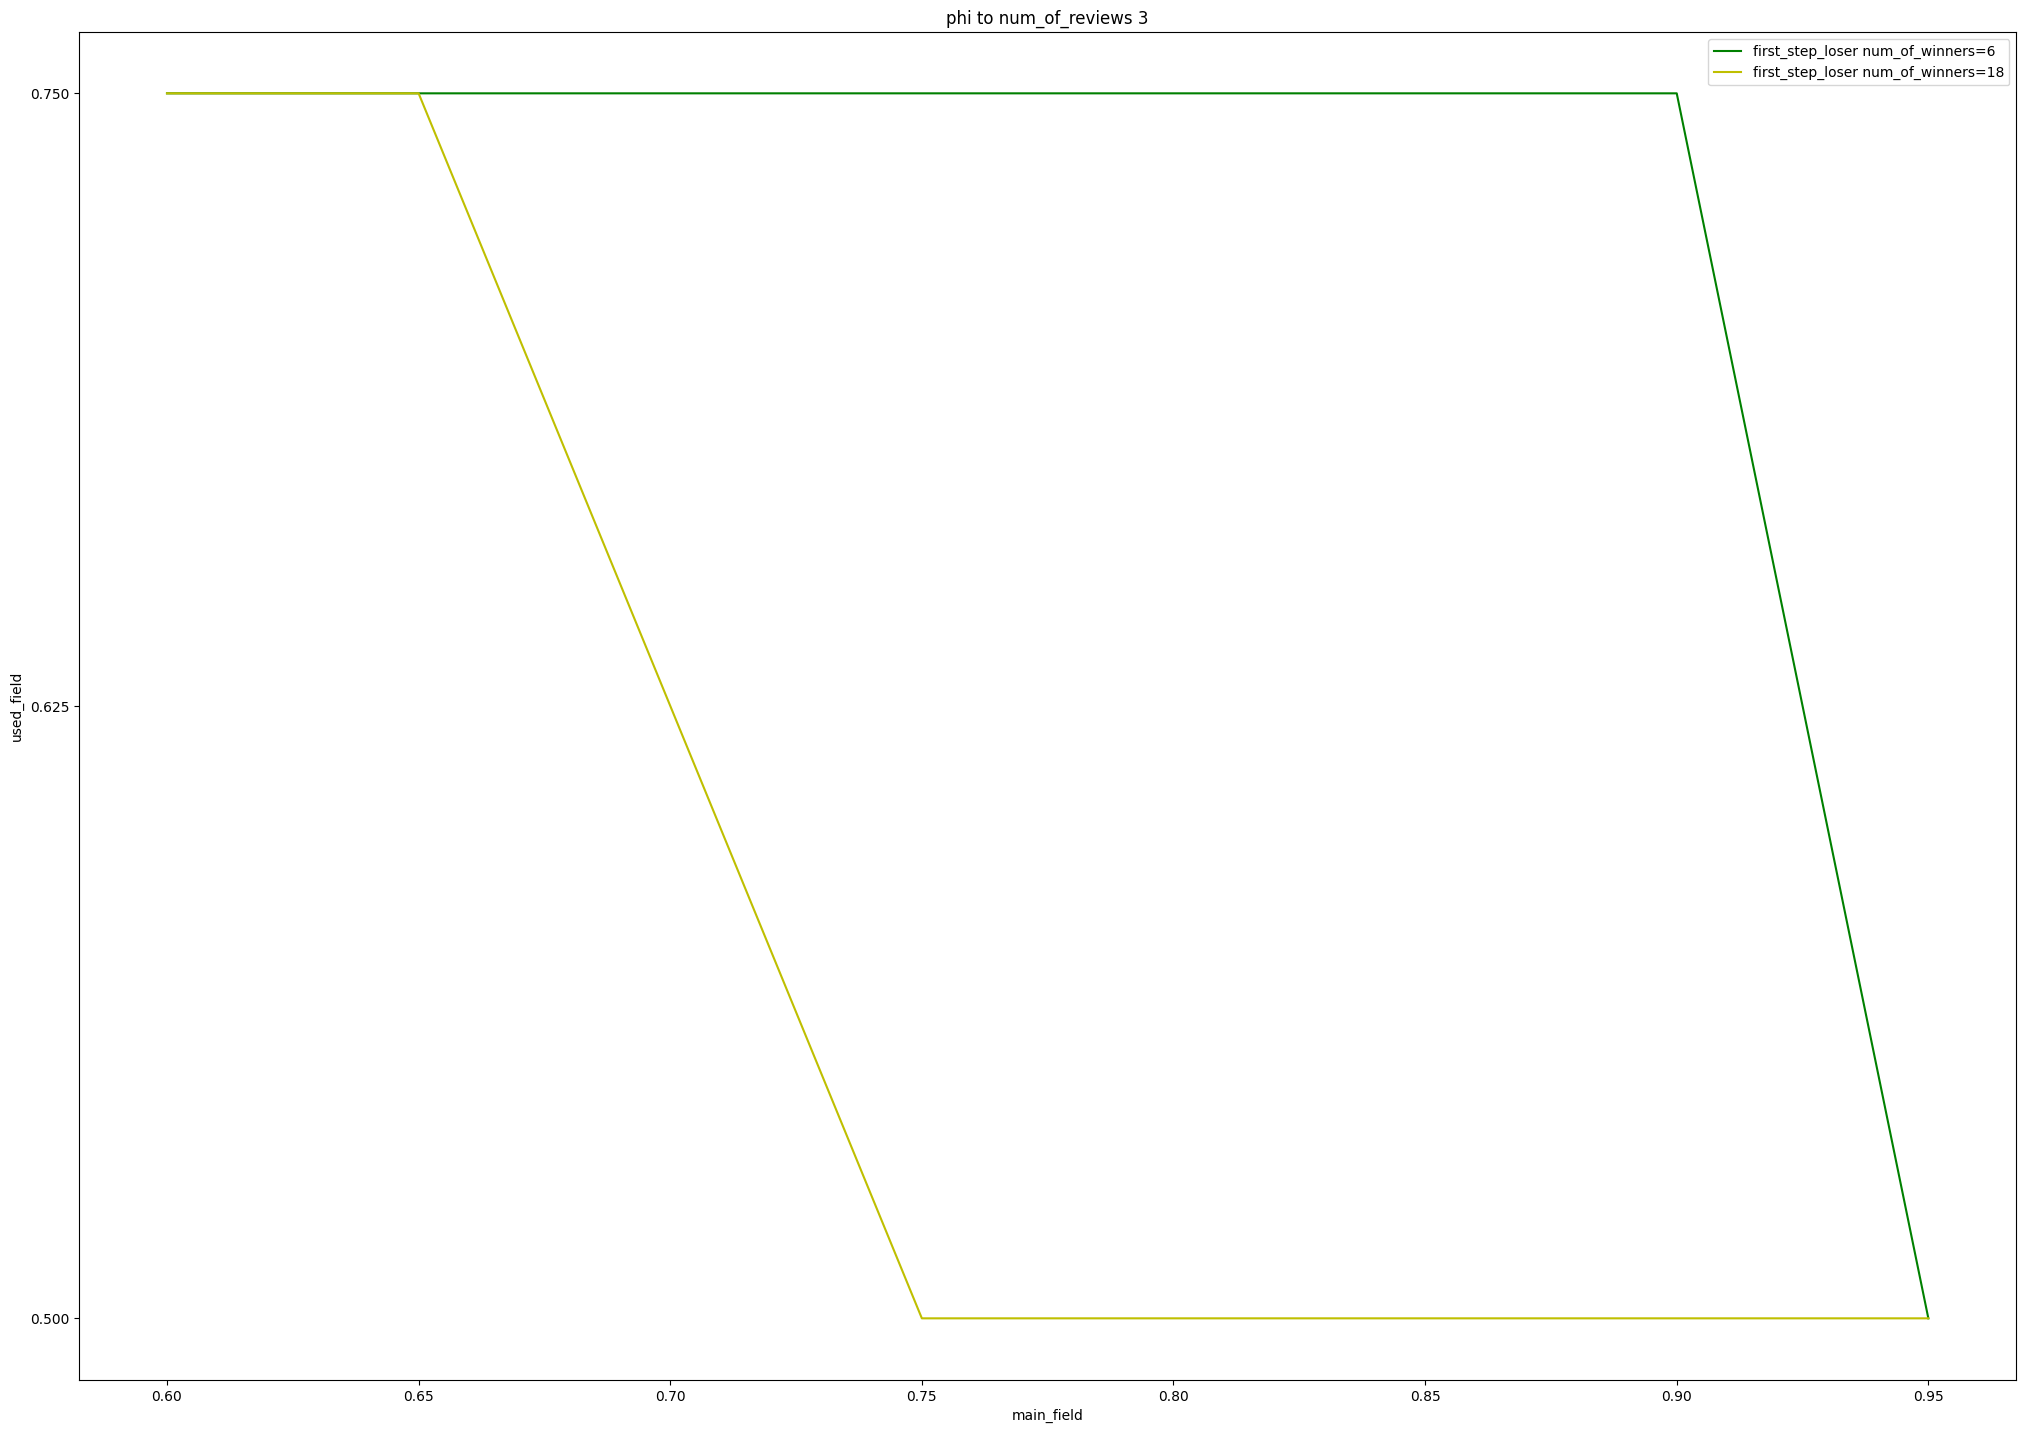 phi to num_of_reviews 3
first_step_loser num_of_winners=6
first_step_loser num_of_winners=18
0.750
0.625
0.500
used_field
0.60 0.65 0.70 0.75 0.80 0.85 0.90 0.95
main_field